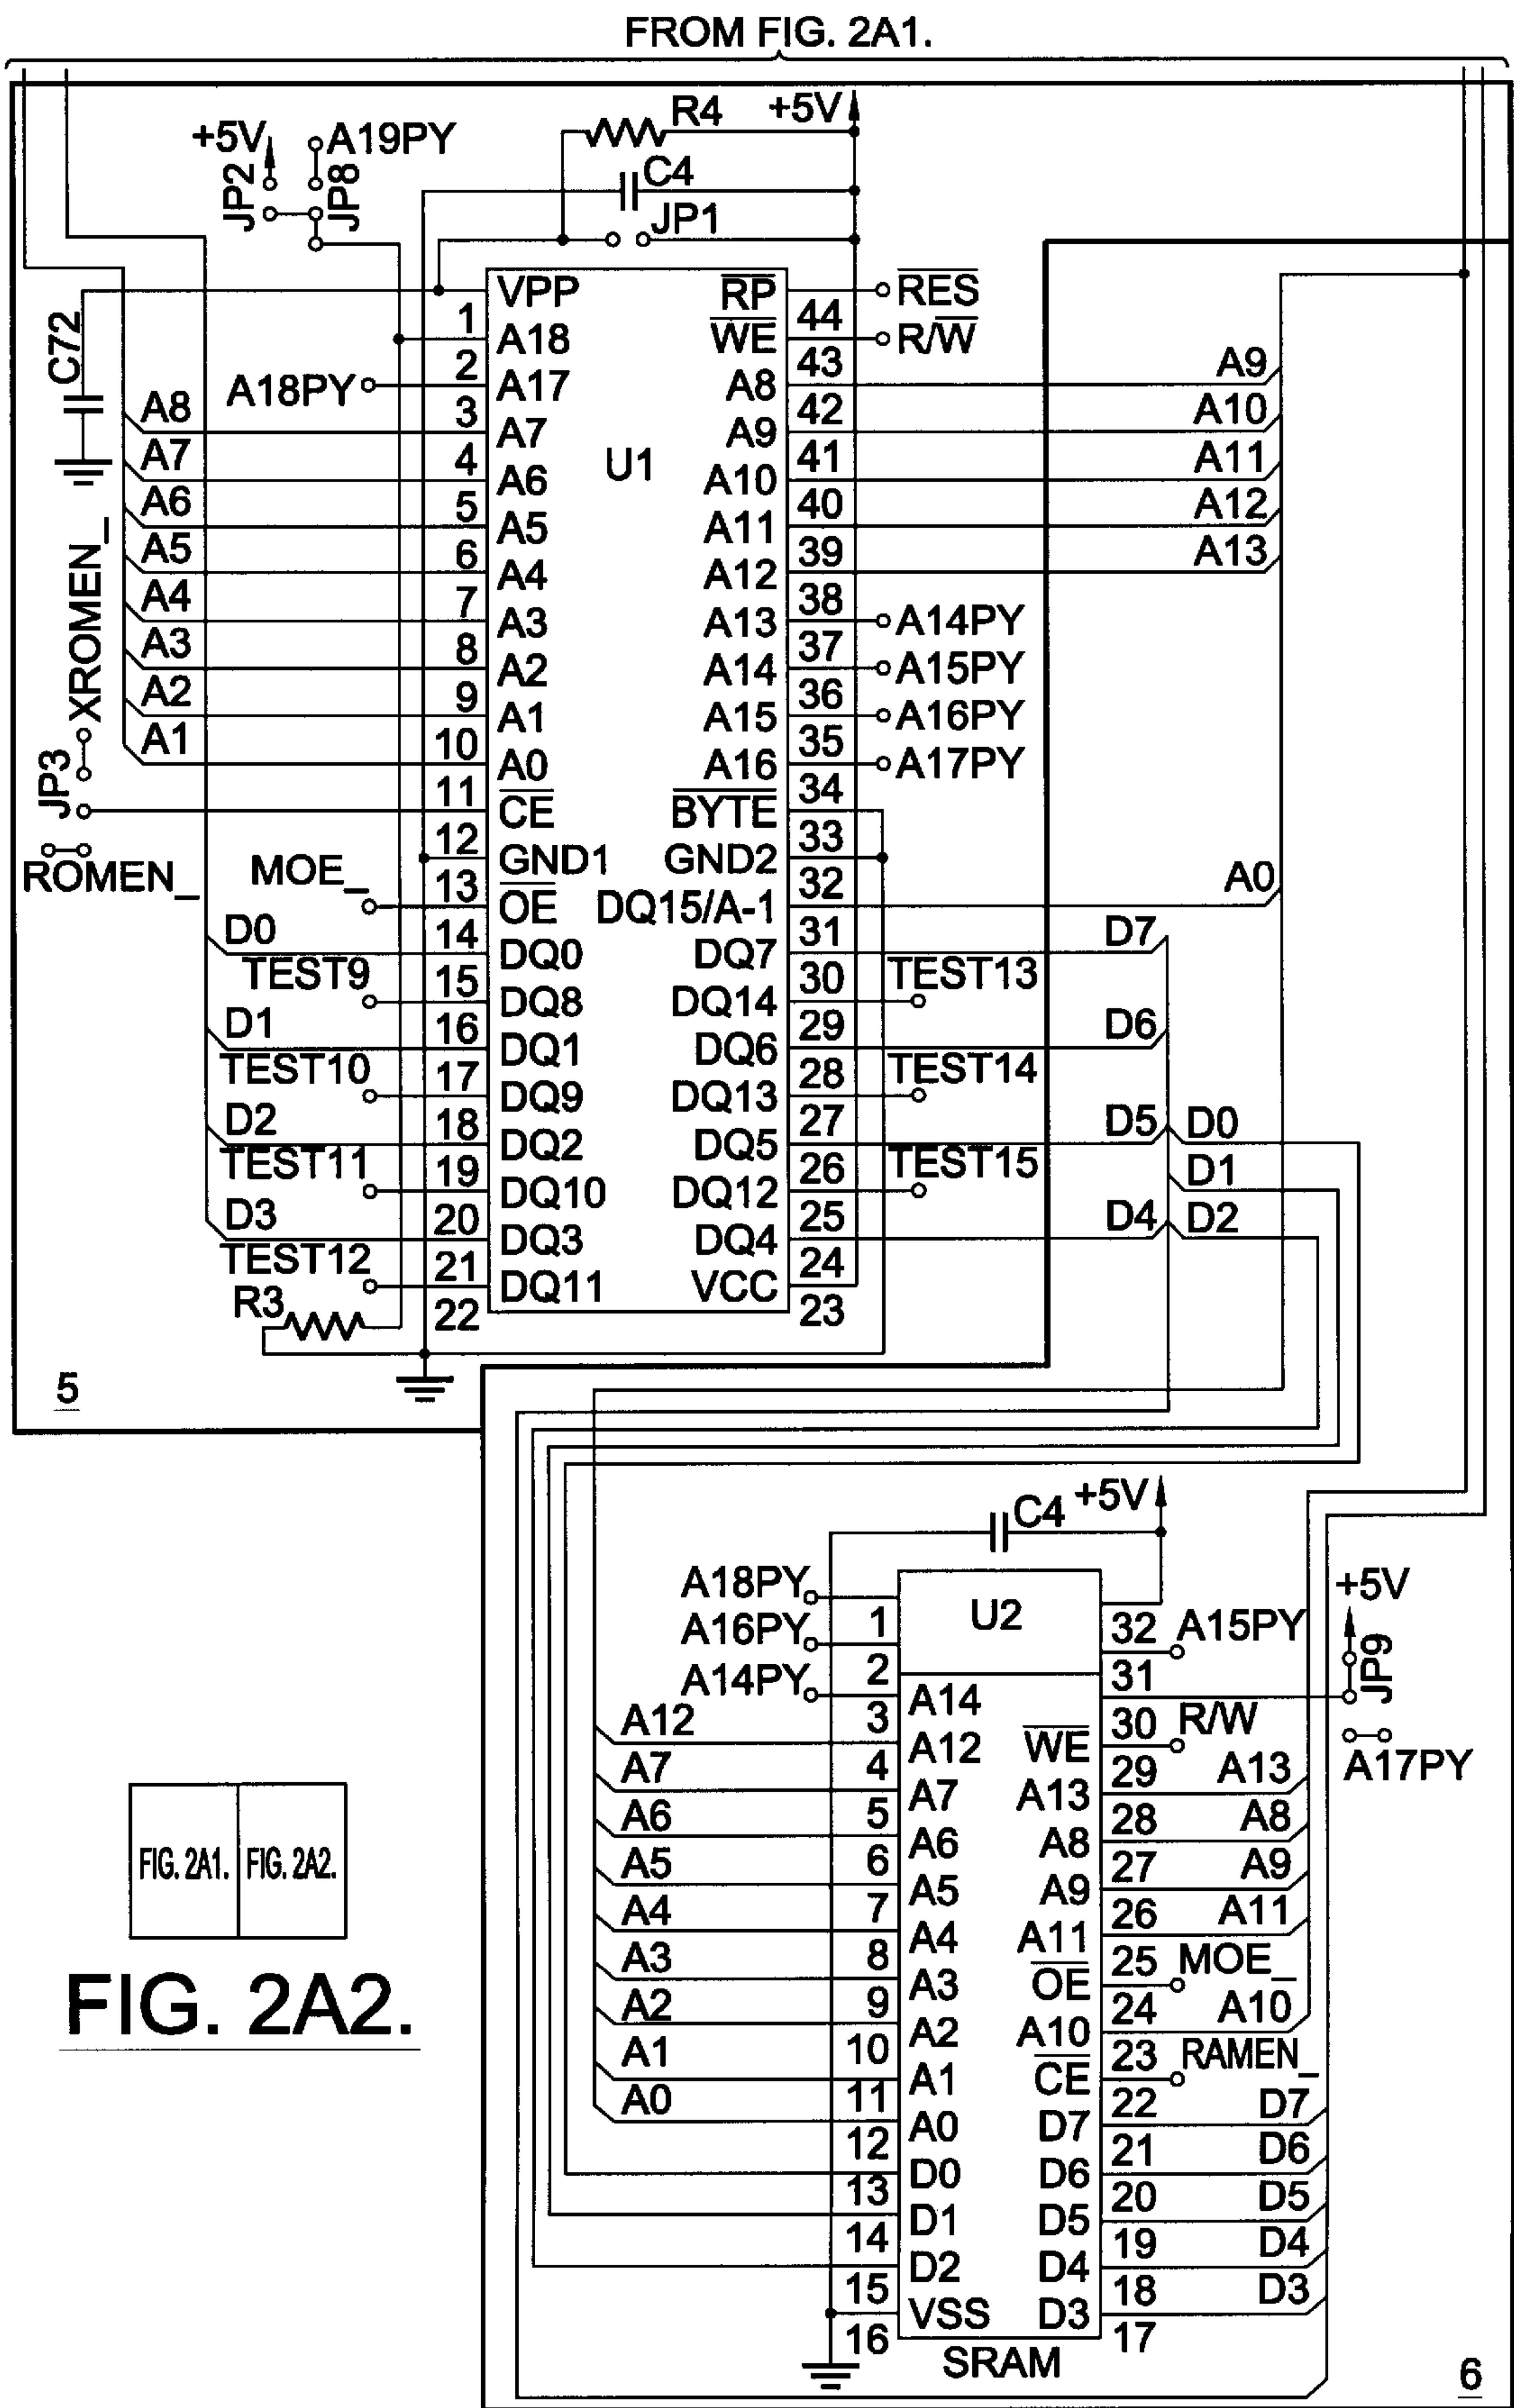 FROM FIG. 2A1.
+5V
A19PY
JP2
JP8
R4
+5V
C4
JP1
C72
XROMEN_
JP3
ROMEN_
A18PY
A8
A7
A6
A5
A4
A3
A2
A1
MOE_
D0
TEST9
D1
TEST10
D2
TEST11
D3
TEST12
R3
1
2
3
4
5
6
7
8
9
10
11
12
13
14
15
16
17
18
19
20
21
22
VPP
A18
A17
A7
A6
A5
A4
A3
A2
A1
A0
CE
GND1
OE
DQ0
DQ8
DQ1
DQ9
DQ2
DQ10
DQ3
DQ11
U1
RP
WE
A8
A9
A10
A11
A12
A13
A14
A15
A16
BYTE
GND2
DQ15/A-1
DQ7
DQ14
DQ6
DQ13
DQ5
DQ12
DQ4
VCC
44
43
42
41
40
39
38
37
36
35
34
33
32
31
30
29
28
27
26
25
24
23
RES
R/W
A9
A10
A11
A12
A13
A14PY
A15PY
A16PY
A17PY
A0
D7
TEST13
D6
TEST14
D5
D0
TEST15
D1
D4
D2
5
C4
+5V
A18PY
A16PY
A14PY
A12
A7
A6
A5
A4
A3
A2
A1
A0
1
2
3
4
5
6
7
8
9
10
11
12
13
14
15
16
U2
A14
A12
A7
A6
A5
A4
A3
A2
A1
A0
D0
D1
D2
VSS
WE
A13
A8
A9
A11
OE
A10
CE
D7
D6
D5
D4
D3
SRAM
32
31
30
29
28
27
26
25
24
23
22
21
20
19
18
17
A15PY
R/W
A13
A8
A9
A11
MOE_
A10
RAMEN_
D7
D6
D5
D4
D3
+5V
JP9
A17PY
6
FIG. 2A1.
FIG. 2A2.
FIG. 2A2.